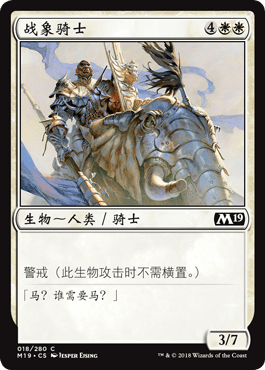 战象骑士 4
生物～人类／骑士 M19
警戒（此生物攻击时不需横置。）
「马？谁需要马？」
3/7
018/280 C
M19 • CS JESPER EJSING
™ & © 2018 Wizards of the Coast